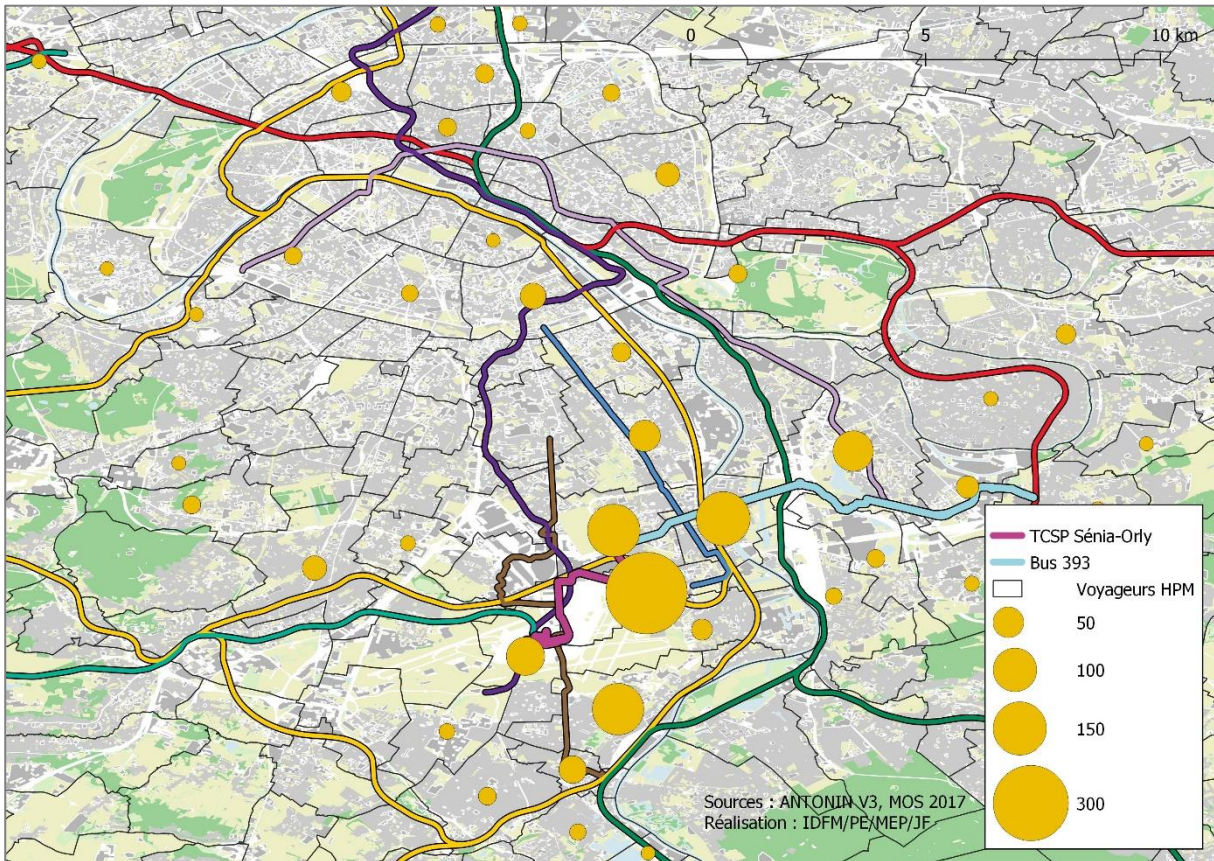 0 5 10 km
TCSP Sénia-Orly
Bus 393
Voyageurs HPM
50
100
150
300
Sources : ANTONIN V3, MOS 2017
Réalisation : IDFM/PE/MEP/JF